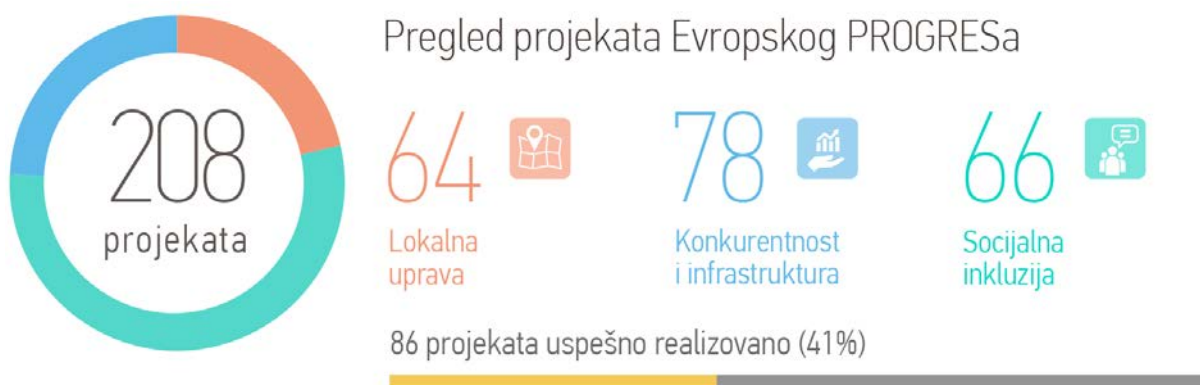 208
projekata
Pregled projekata Evropskog PROGRESa
64
Lokalna
uprava
78
Konkurentnost
i infrastruktura
66
Socijalna
inkluzija
86 projekata uspešno realizovano (41%)